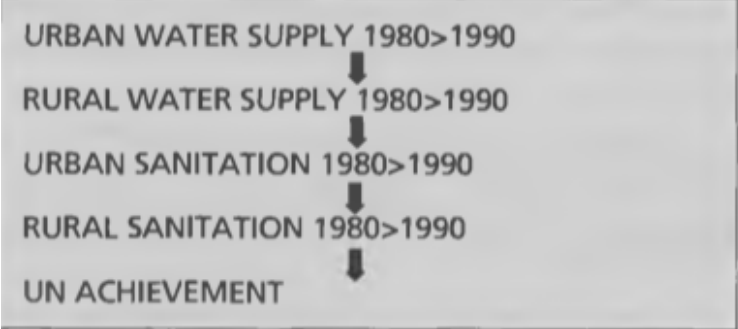 URBAN WATER SUPPLY 1980>1990
RURAL WATER SUPPLY 1980>1990
URBAN SANITATION 1980>1990
RURAL SANITATION 1980>1990
UN ACHIEVEMENT